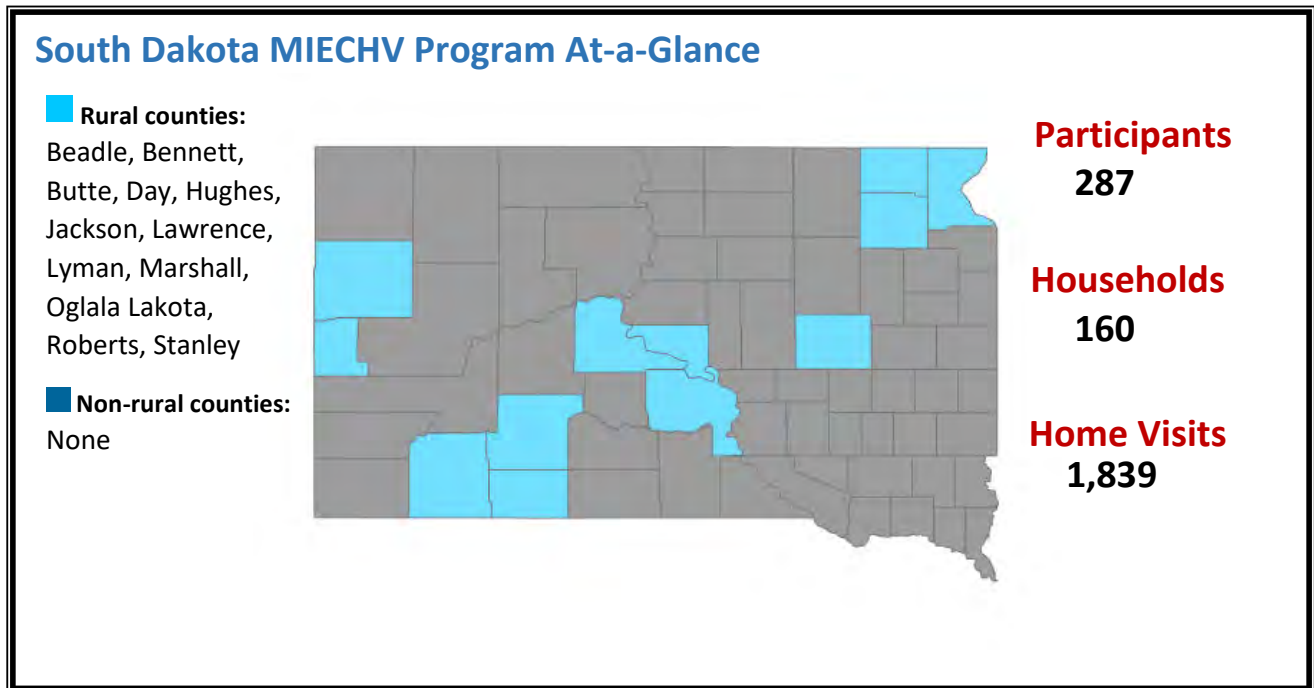 South Dakota MIECHV Program At-a-Glance
Rural counties:
Beadle, Bennett,
Butte, Day, Hughes,
Jackson, Lawrence,
Lyman, Marshall,
Oglala Lakota,
Roberts, Stanley
Non-rural counties:
None
Participants
287
Households
160
Home Visits
1,839